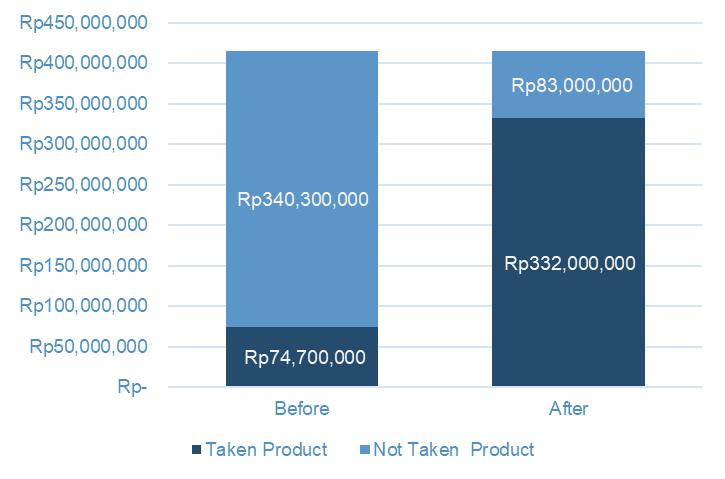 Rp450,000,000
Rp400,000,000
Rp350,000,000
Rp300,000,000
Rp250,000,000
Rp200,000,000
Rp150,000,000
Rp100,000,000
Rp50,000,000
Rp-
Rp340,300,000
Rp74,700,000
Rp83,000,000
Rp332,000,000
Before After
Taken Product Not Taken  Product